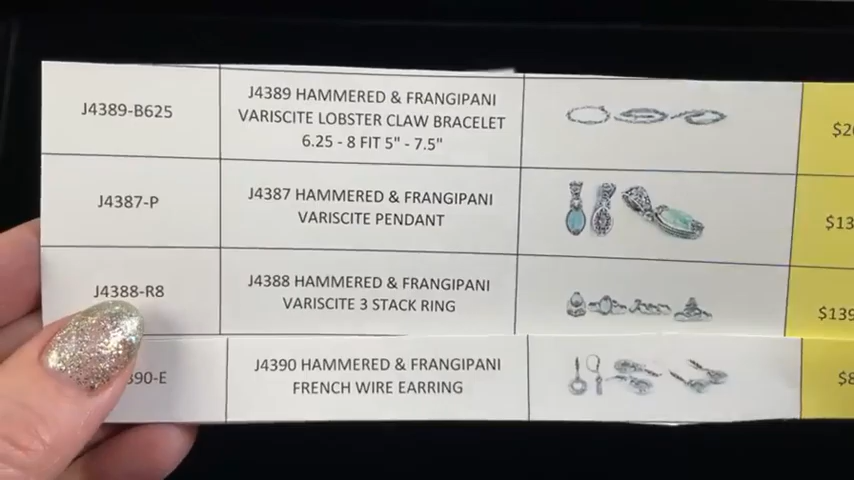 J4389-B625
J4389 HAMMERED & FRANGIPANI
VARISCITE LOBSTER CLAW BRACELET
6.25 - 8 FIT 5" - 7.5"
J4387-P
J4387 HAMMERED & FRANGIPANI
VARISCITE PENDANT
J4388-R8
J4388 HAMMERED & FRANGIPANI
VARISCITE 3 STACK RING
$139
J4390 HAMMERED & FRANGIPANI
FRENCH WIRE EARRING